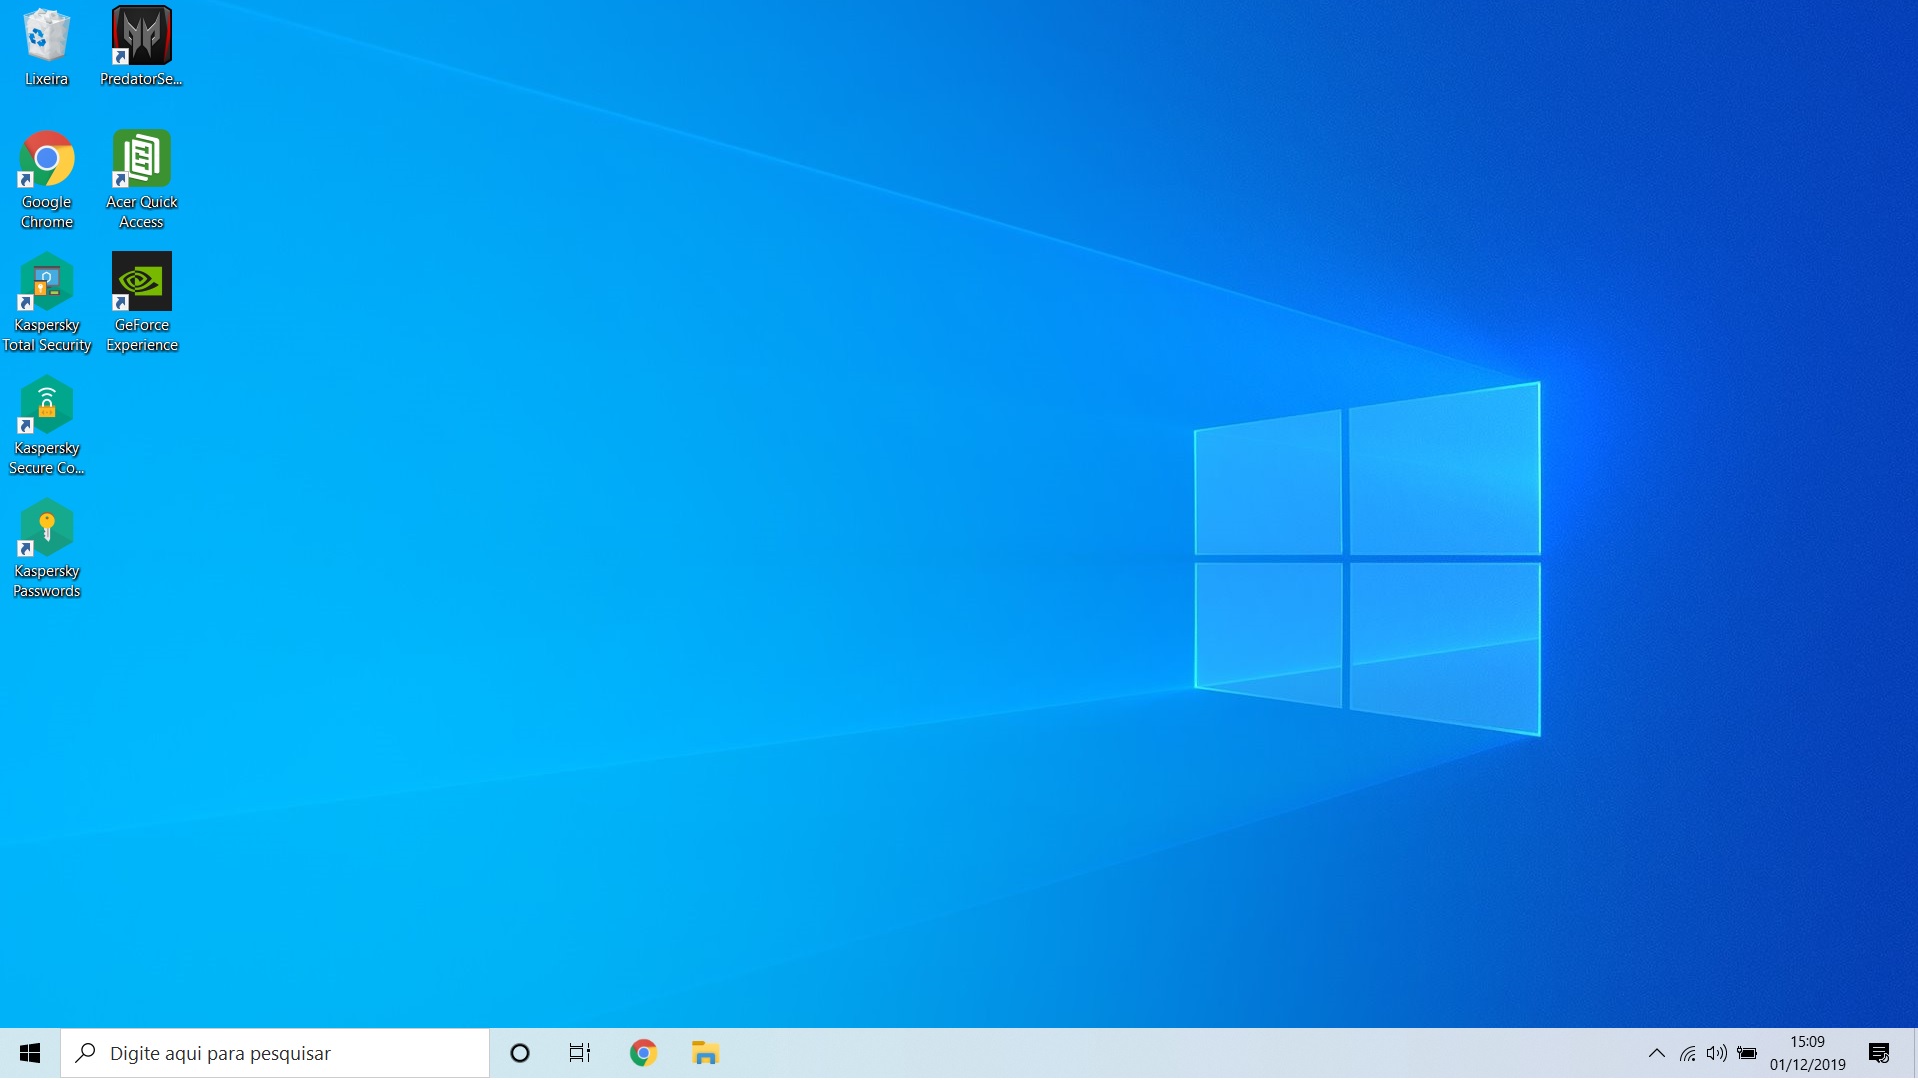 Lixeira
PredatorSe...
Google
Chrome
Acer Quick
Access
Kaspersky
Total Security
GeForce
Experience
Kaspersky
Secure Co...
Kaspersky
Passwords
Digite aqui para pesquisar
15:09
01/12/2019